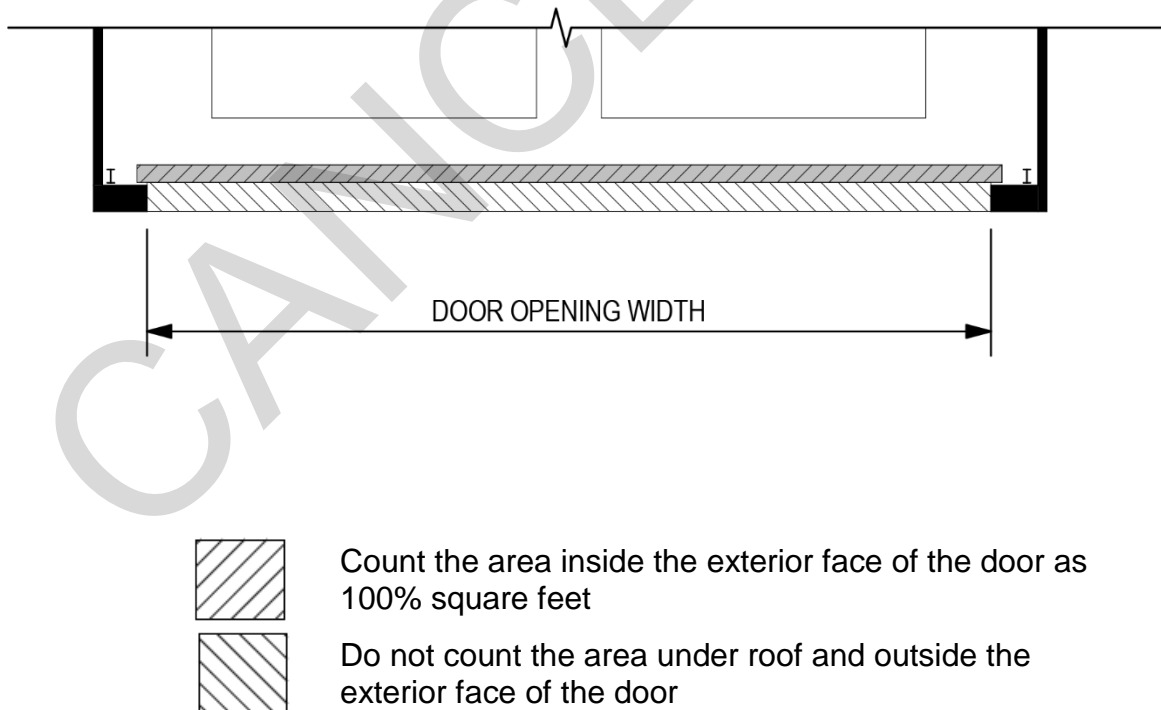 DOOR OPENING WIDTH
Count the area inside the exterior face of the door as
100% square feet
Do not count the area under roof and outside the
exterior face of the door